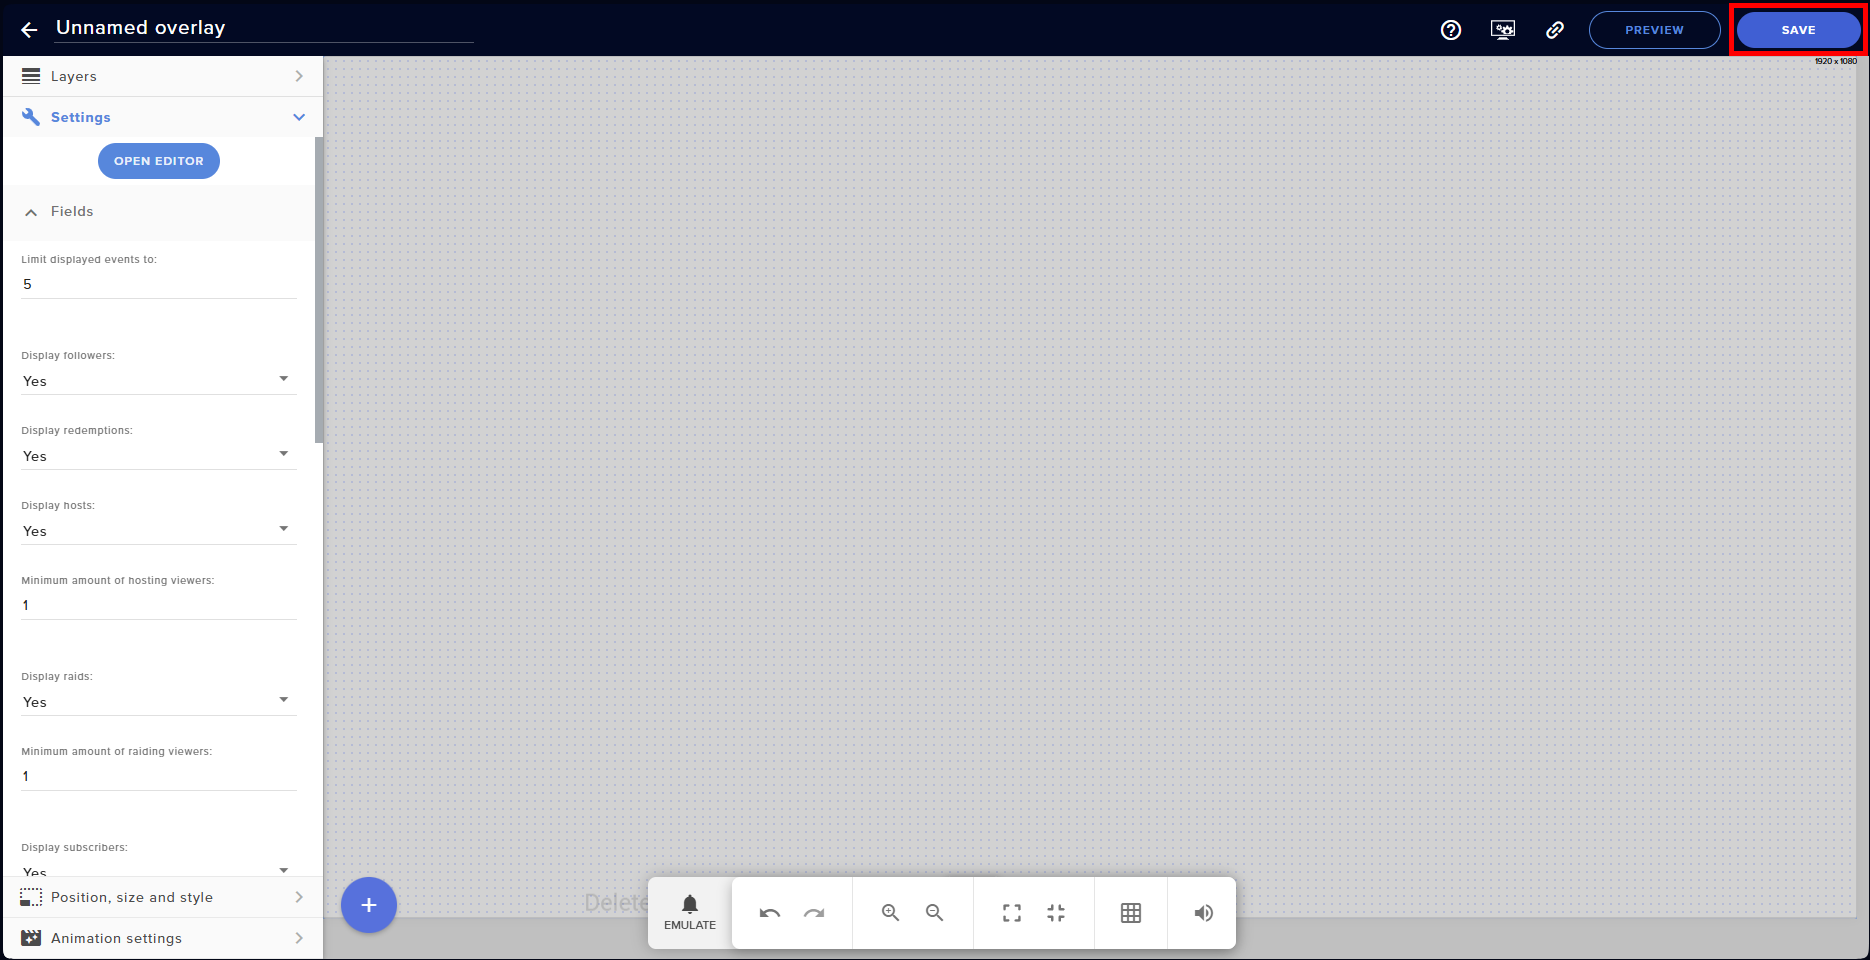 Unnamed overlay
PREVIEW
SAVE
1920 x 1080
Layers
Settings
OPEN EDITOR
Fields
Limit displayed events to:
5
Display followers:
Yes
Display redemptions:
Yes
Display hosts:
Yes
Minimum amount of hosting viewers:
1
Display raids:
Yes
Minimum amount of raiding viewers:
1
Display subscribers:
Yes
Position, size and style
Animation settings
+
Delete
EMULATE